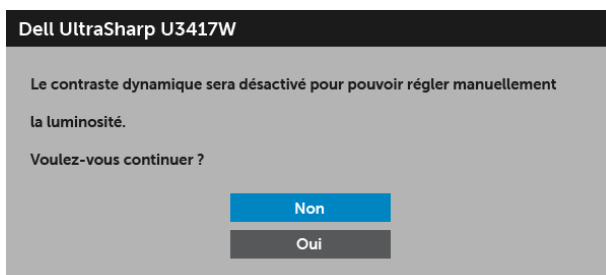 Dell UltraSharp U3417W
Le contraste dynamique sera désactivé pour pouvoir régler manuellement
la luminosité.
Voulez-vous continuer ?
Non
Oui